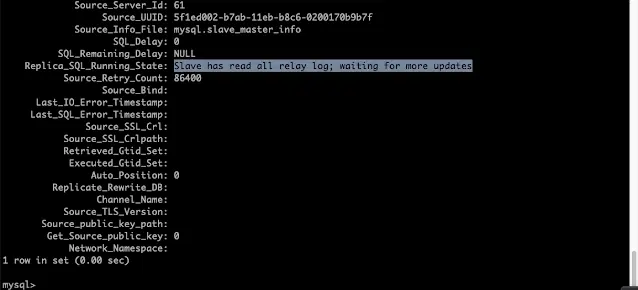 Source_Server_Id: 61
Source_UUID: 5f1ed002-b7ab-11eb-b8c6-0200170b9b7f
Source_Info_File: mysql.slave_master_info
SQL_Delay: 0
SQL_Remaining_Delay: NULL
Replica_SQL_Running_State: Slave has read all relay log; waiting for more updates
Source_Retry_Count: 86400
Source_Bind:
Last_IO_Error_Timestamp:
Last_SQL_Error_Timestamp:
Source_SSL_Crl:
Source_SSL_Crlpath:
Retrieved_Gtid_Set:
Executed_Gtid_Set:
Auto_Position: 0
Replicate_Rewrite_DB:
Channel_Name:
Source_TLS_Version:
Source_public_key_path:
Get_Source_public_key: 0
Network_Namespace:
1 row in set (0.00 sec)
mysql>